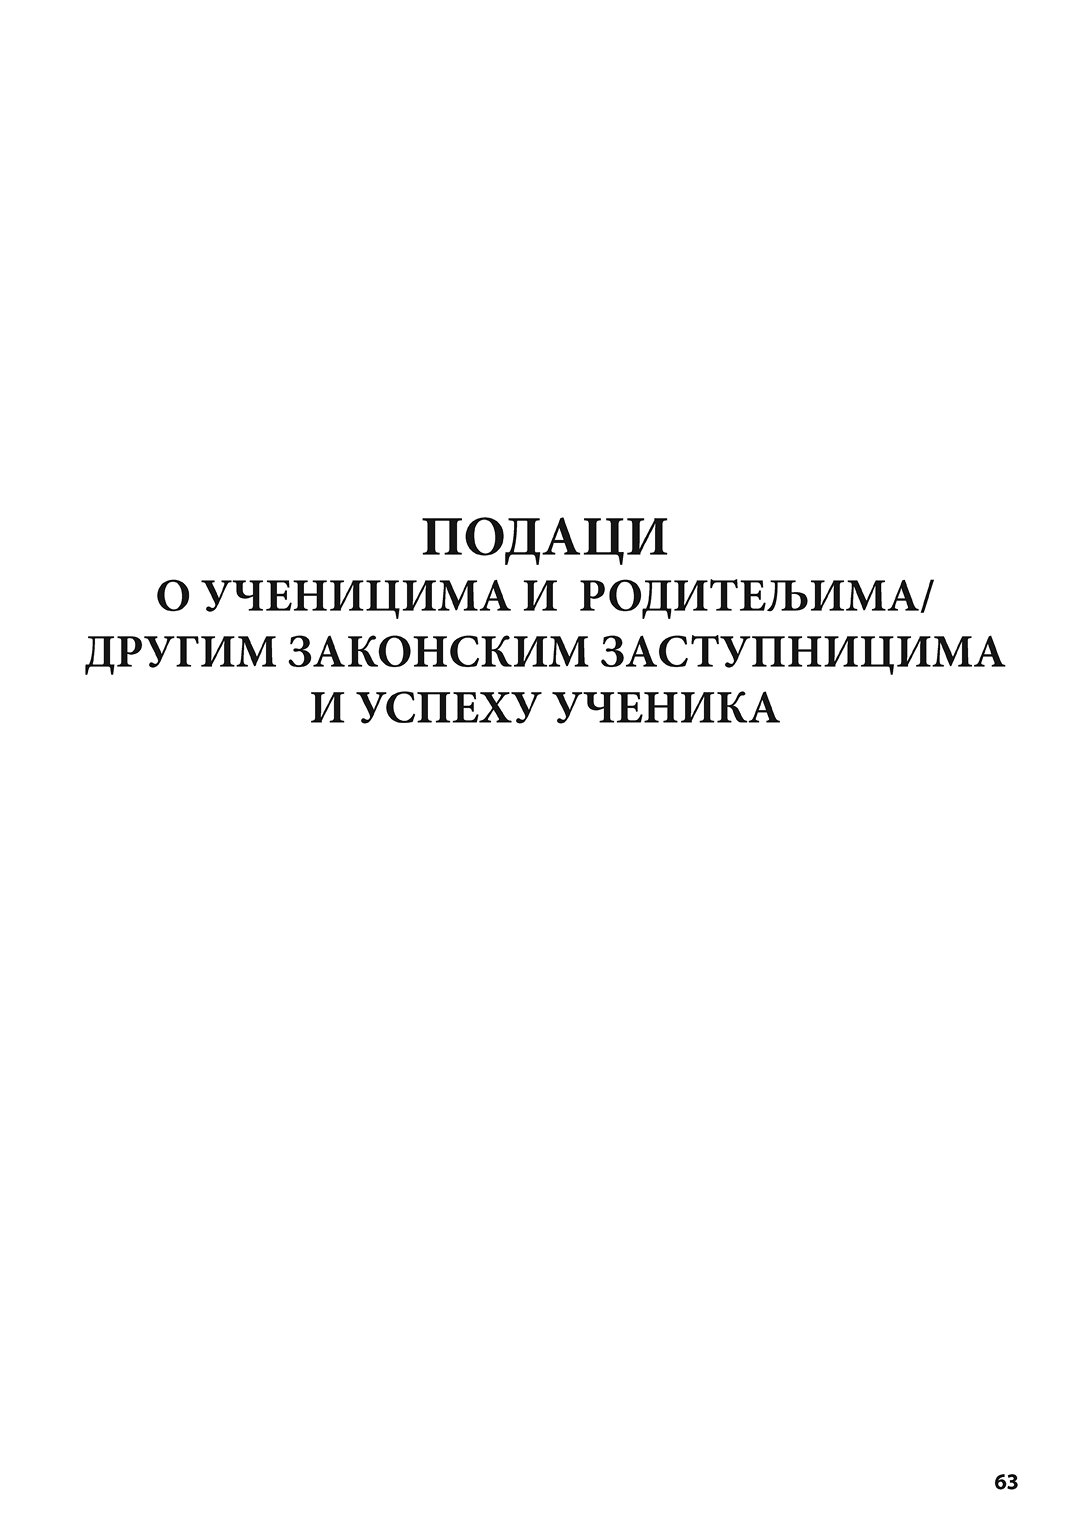 ПОДАЦИ
О УЧЕНИЦИМА И РОДИТЕЉИМА/
ДРУГИМ ЗАКОНСКИМ ЗАСТУПНИЦИМА
И УСПЕХУ УЧЕНИКА
63